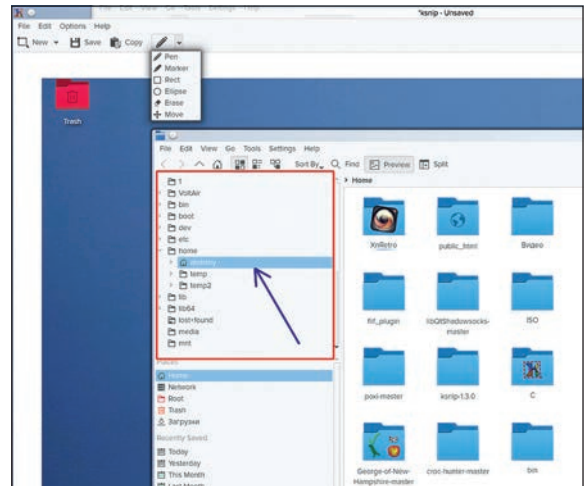 *ksnip - Unsaved
File Edit Options Help
New Save Copy
Pen
Marker
Rect
Ellipse
Erase
Move
Trash
File Edit View Go Tools Settings Help
Sort By Find Preview Split
Home
1
VoltAir
bin
boot
dev
etc
home
temp
temp2
lib
lib64
lost+found
media
mnt
Places
Home
Network
Root
Trash
Загрузки
Recently Saved
Today
Yesterday
This Month
Last Month
XnRetro public_html Видео
fhf_plugin libQtShadowsocks-master ISO
poxi-master ksnip-1.3.0 C
George-of-New-Hampshire-master croc-hunter-master bin